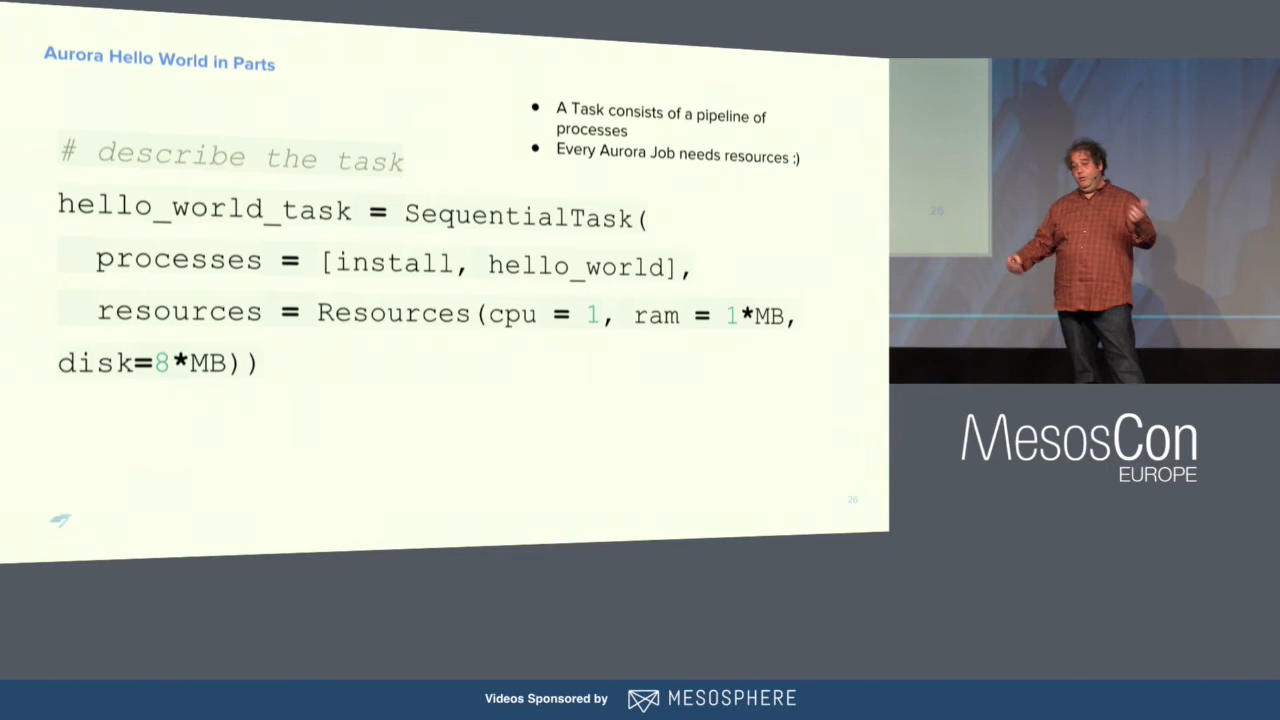 Aurora Hello World in Parts
● A Task consists of a pipeline of
processes
● Every Aurora Job needs resources :)
# describe the task
hello_world_task = SequentialTask(
processes = [install, hello_world],
resources = Resources(cpu = 1, ram = 1*MB,
disk=8*MB))
26
26
MesosCon
EUROPE
Videos Sponsored by
MESOSPHERE